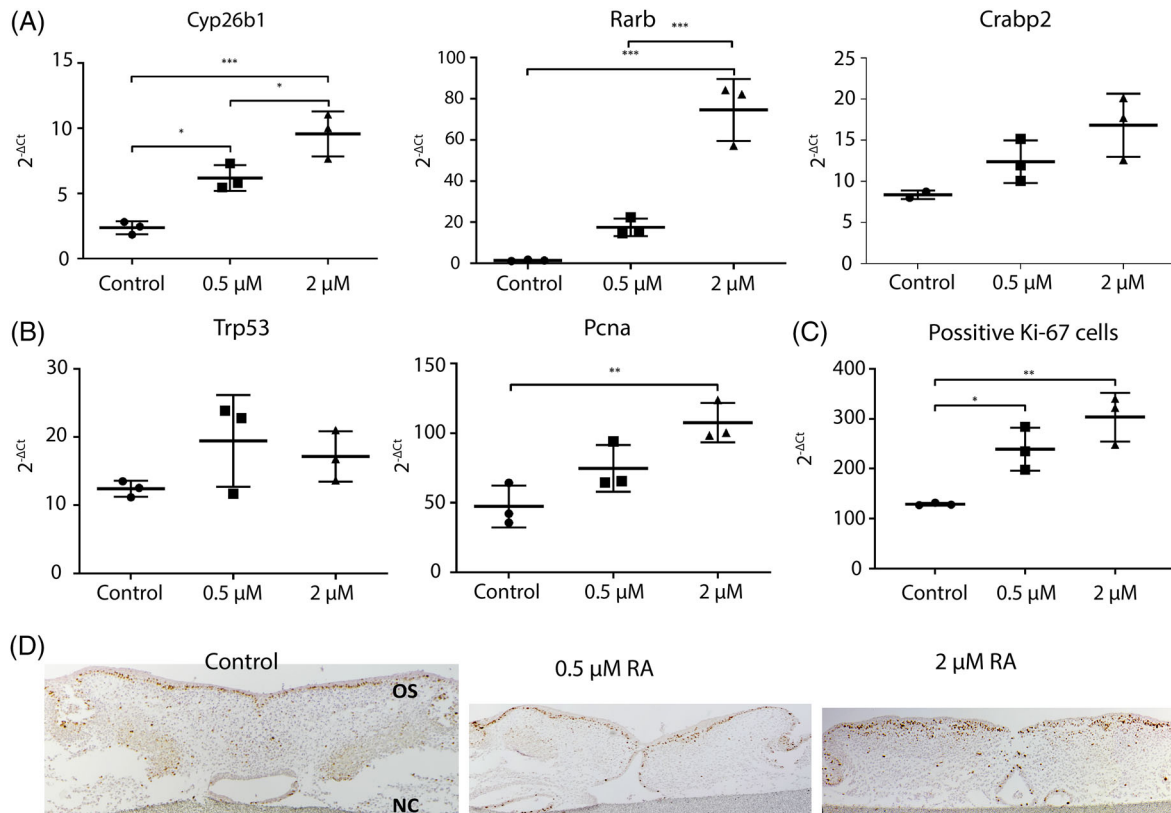 (A)
Cyp26b1
Rarb
Crabp2
2-ΔCt
15
10
5
0
***
*
*
Control
0.5 µM
2 µM
2-ΔCt
100
80
60
40
20
0
***
***
Control
0.5 µM
2 µM
2-ΔCt
25
20
15
10
5
0
Control
0.5 µM
2 µM
(B)
Trp53
Pcna
(C)
Possitive Ki-67 cells
2-ΔCt
30
20
10
0
Control
0.5 µM
2 µM
2-ΔCt
150
100
50
0
**
Control
0.5 µM
2 µM
2-ΔCt
400
300
200
100
0
**
*
Control
0.5 µM
2 µM
(D)
Control
0.5 µM RA
2 µM RA
OS
NC